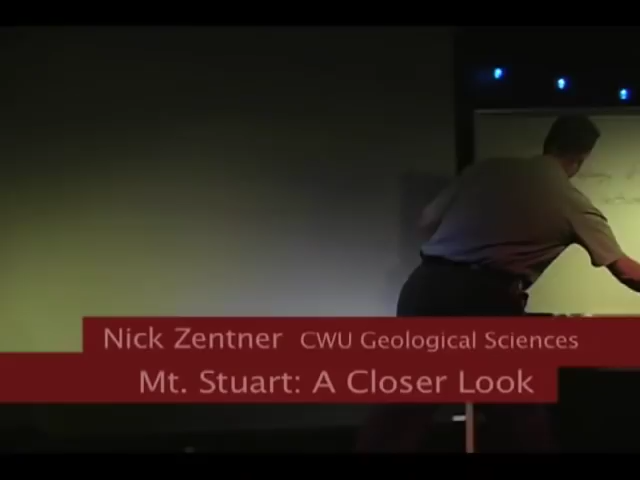 Nick Zentner CWU Geological Sciences
Mt. Stuart: A Closer Look